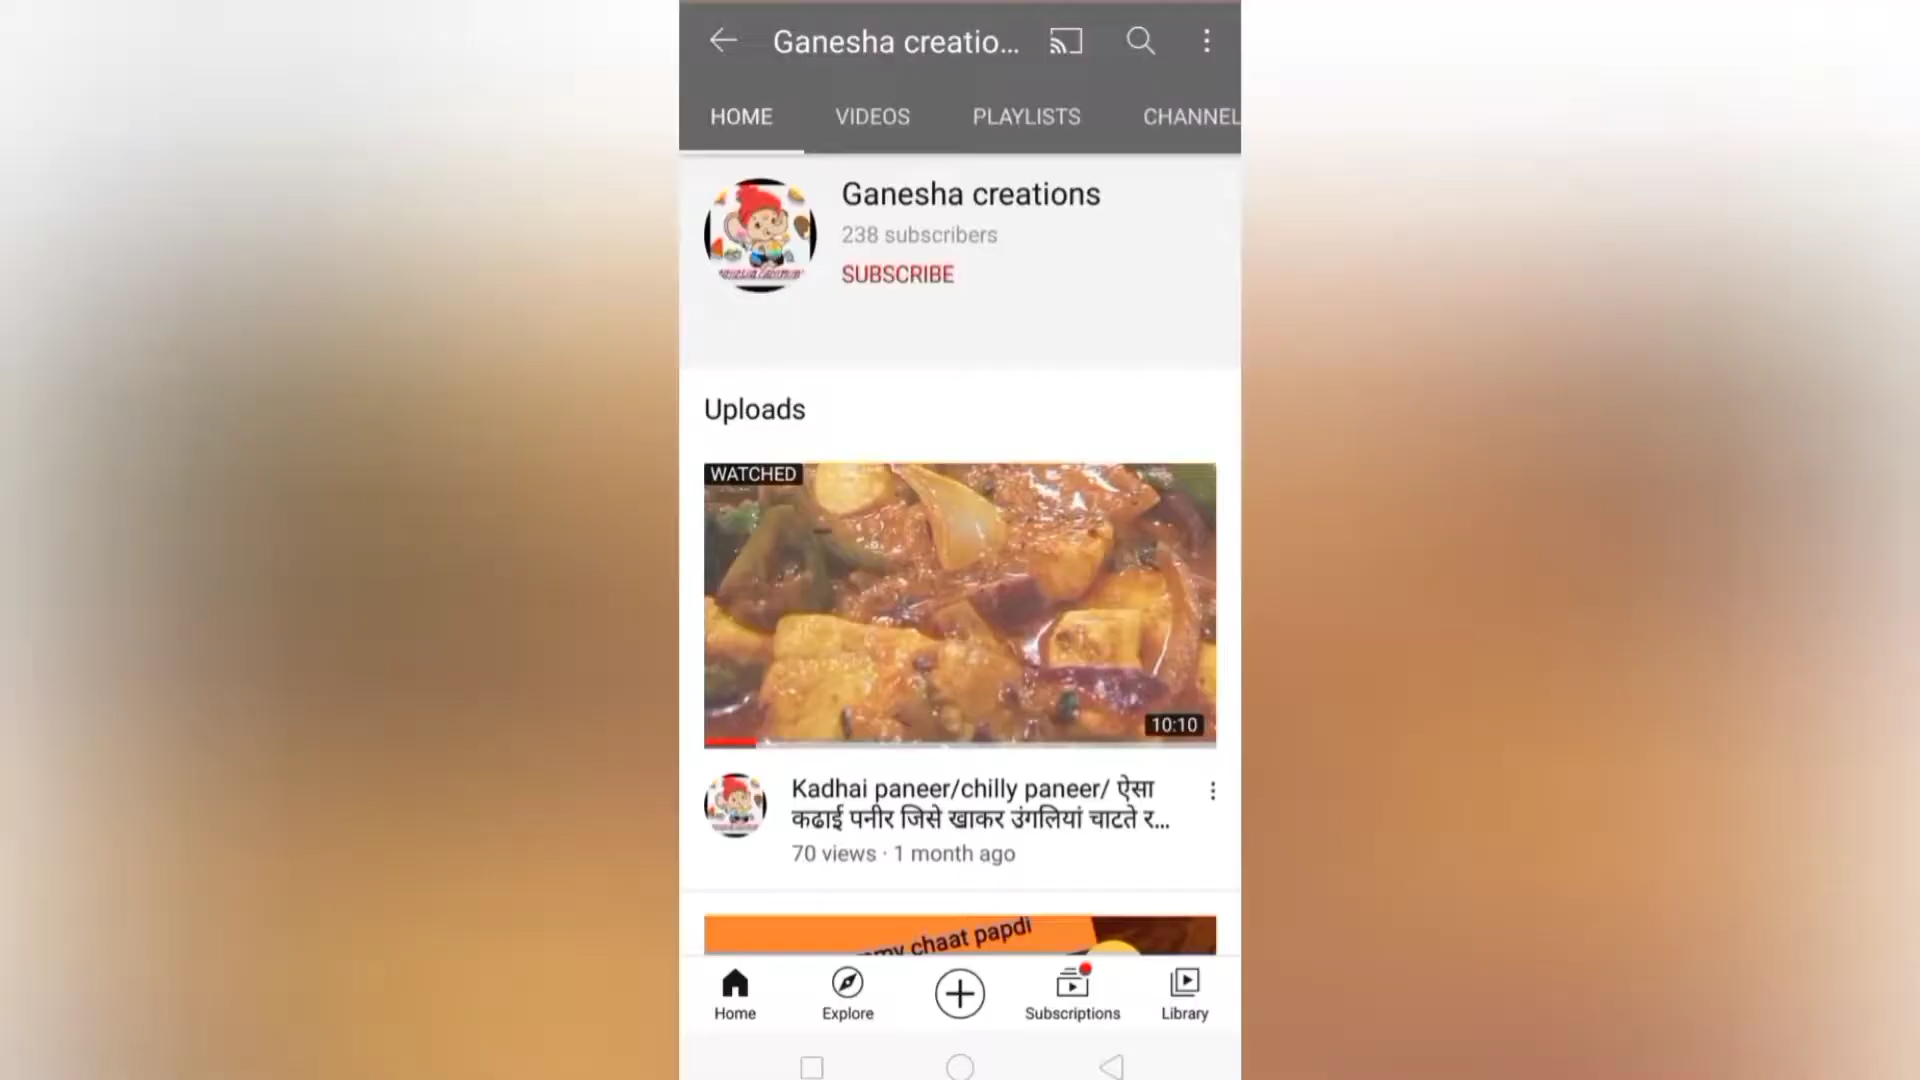 Ganesha creatio...
HOME VIDEOS PLAYLISTS CHANNEL
Ganesha creations
238 subscribers
SUBSCRIBE
Uploads
WATCHED
10:10
Kadhai paneer/chilly paneer/ ऐसा
कढाई पनीर जिसे खाकर उंगलियां चाटते र...
70 views · 1 month ago
chaat papdi
Home Explore Subscriptions Library